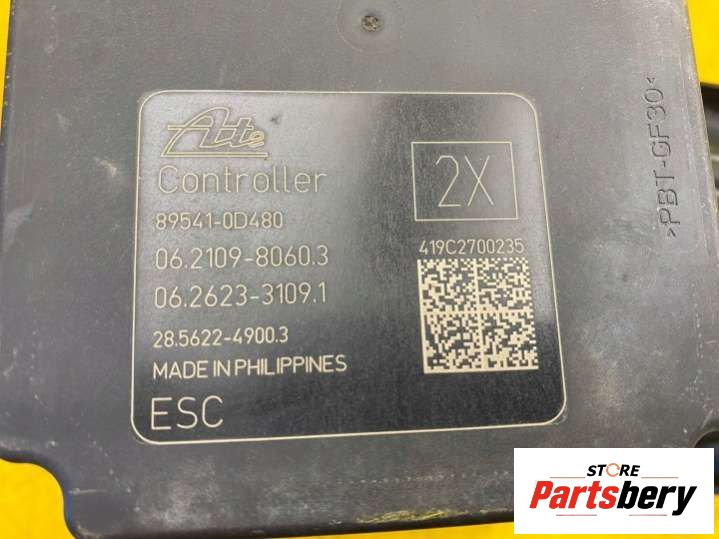 Ate
Controller
2X
89541-0D480
419C2700235
06.2109-8060.3
06.2623-3109.1
28.5622-4900.3
MADE IN PHILIPPINES
ESC
>PBT-GF30<
STORE
Partsbery